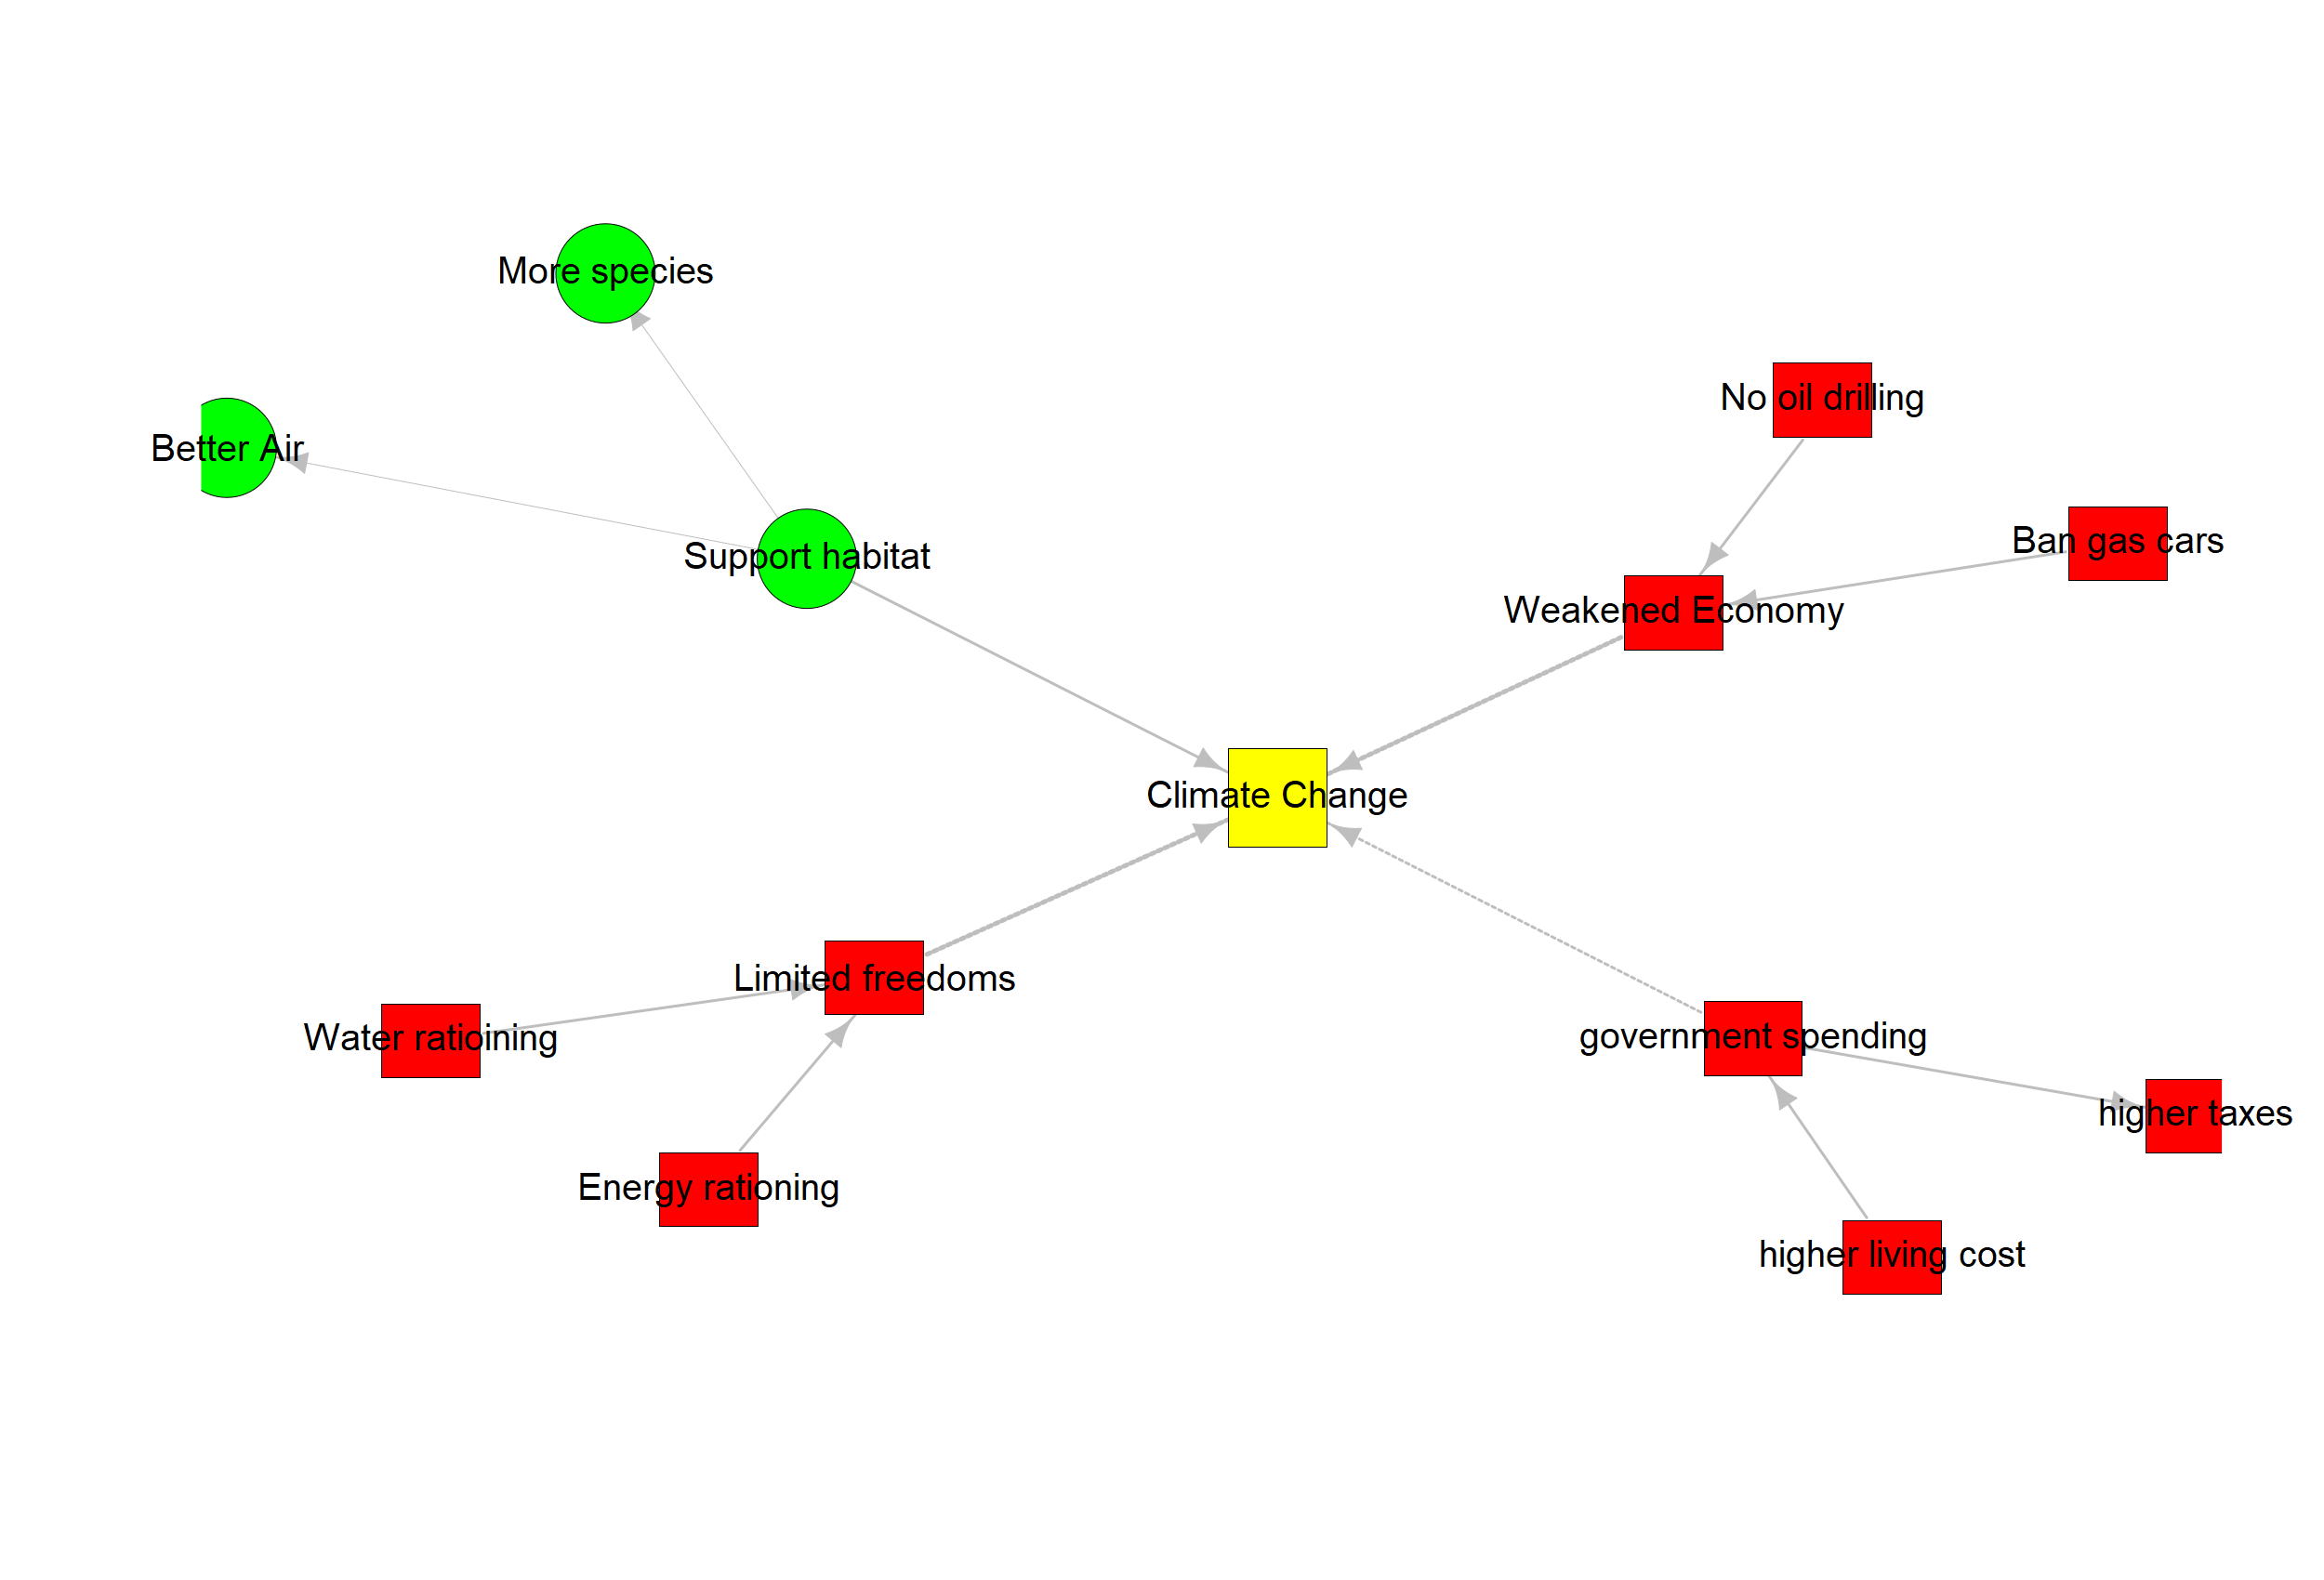 More species
No oil drilling
Better Air
Ban gas cars
Support habitat
Weakened Economy
Climate Change
Limited freedoms
Water ratioining
government spending
higher taxes
Energy rationing
higher living cost